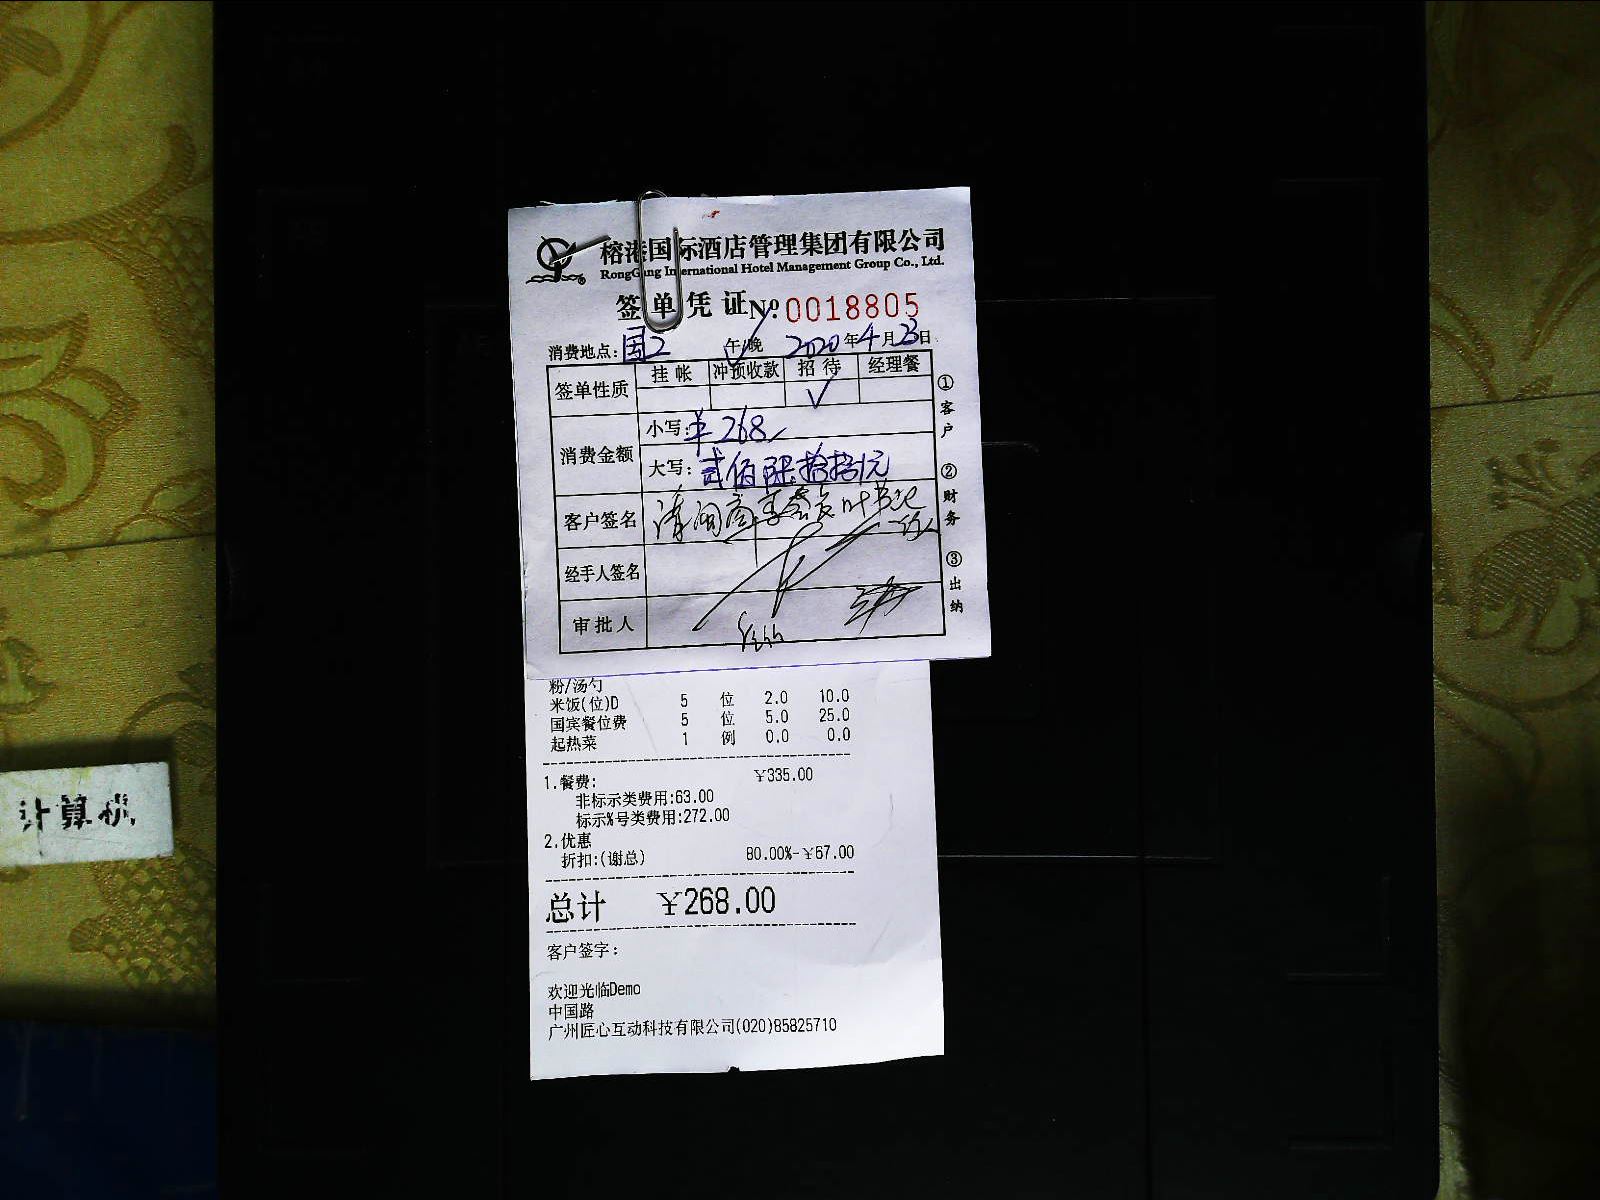 榕港国际酒店管理集团有限公司
RongGang International Hotel Management Group Co., Ltd.
签单凭证 Nº 0018805
消费地点：国2 午/晚 2020年4月23日
签单性质 挂帐 冲预收款 招待 经理餐
√
消费金额 小写：¥268
大写：贰佰陆拾捌元
客户签名
经手人签名
审批人
①客户
②财务
③出纳
粉/汤勺
米饭(位)D 5 位 2.0 10.0
国宾餐位费 5 位 5.0 25.0
起热菜 1 例 0.0 0.0
1.餐费: ¥335.00
非标示类费用:63.00
标示%号类费用:272.00
2.优惠
折扣:(谢总) 80.00%-¥67.00
总计 ¥268.00
客户签字:
欢迎光临Demo
中国路
广州匠心互动科技有限公司(020)85825710
计算机